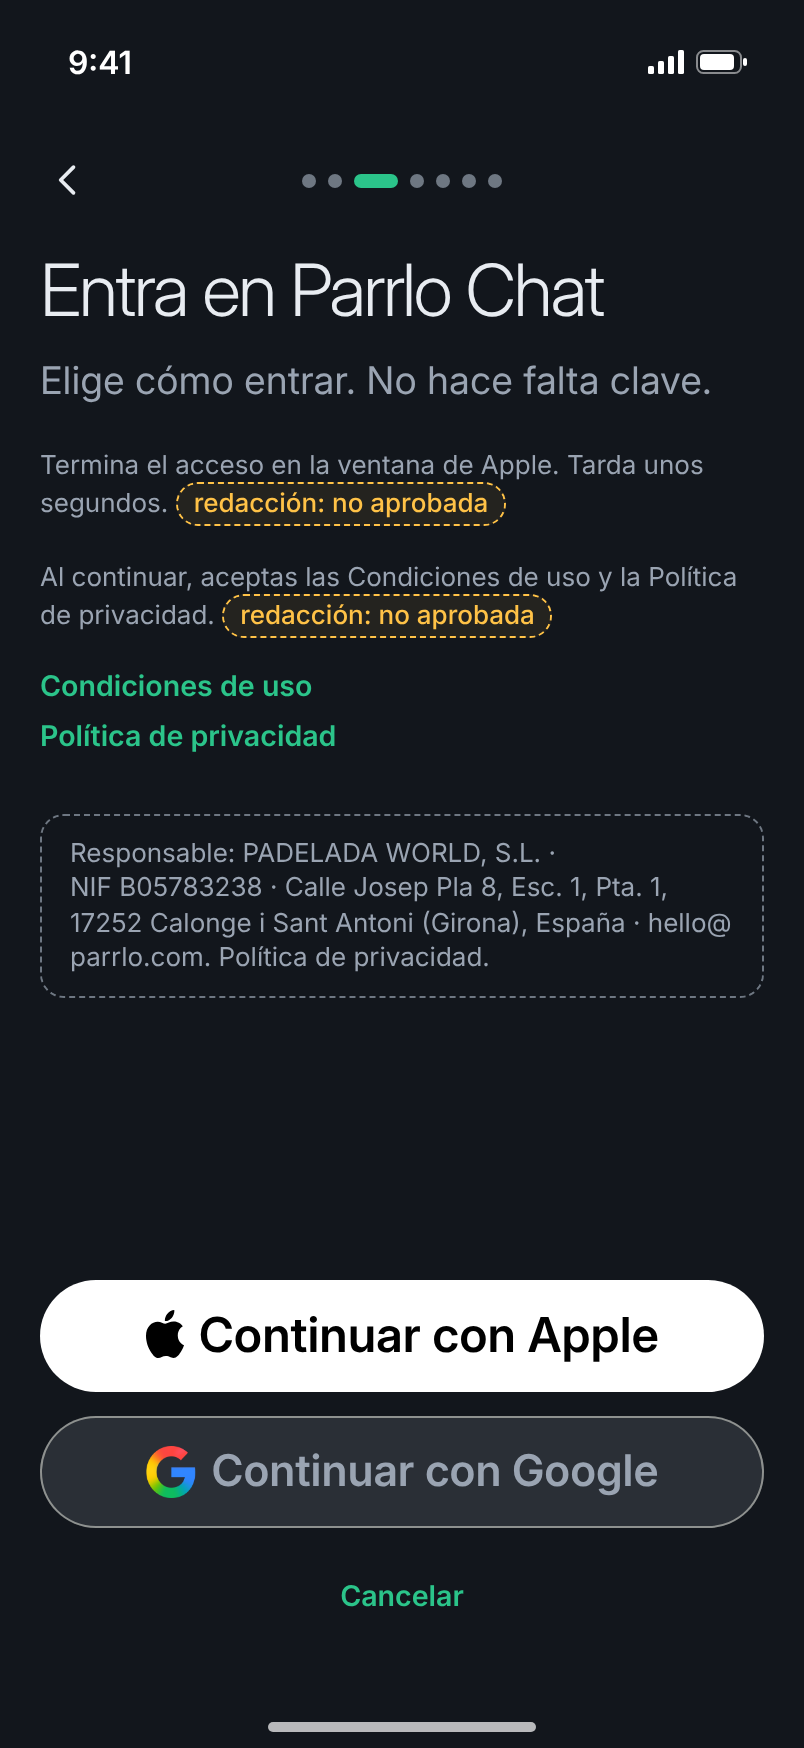 9:41
Entra en Parrlo Chat
Elige cómo entrar. No hace falta clave.
Termina el acceso en la ventana de Apple. Tarda unos
segundos. redacción: no aprobada
Al continuar, aceptas las Condiciones de uso y la Política
de privacidad. redacción: no aprobada
Condiciones de uso
Política de privacidad
Responsable: PADELADA WORLD, S.L. ·
NIF B05783238 · Calle Josep Pla 8, Esc. 1, Pta. 1,
17252 Calonge i Sant Antoni (Girona), España · hello@
parrlo.com. Política de privacidad.
Continuar con Apple
Continuar con Google
Cancelar